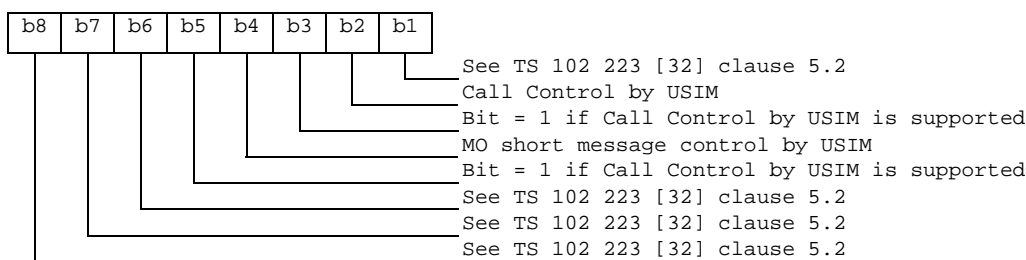 b8 b7 b6 b5 b4 b3 b2 b1
See TS 102 223 [32] clause 5.2
Call Control by USIM
Bit = 1 if Call Control by USIM is supported
MO short message control by USIM
Bit = 1 if Call Control by USIM is supported
See TS 102 223 [32] clause 5.2
See TS 102 223 [32] clause 5.2
See TS 102 223 [32] clause 5.2